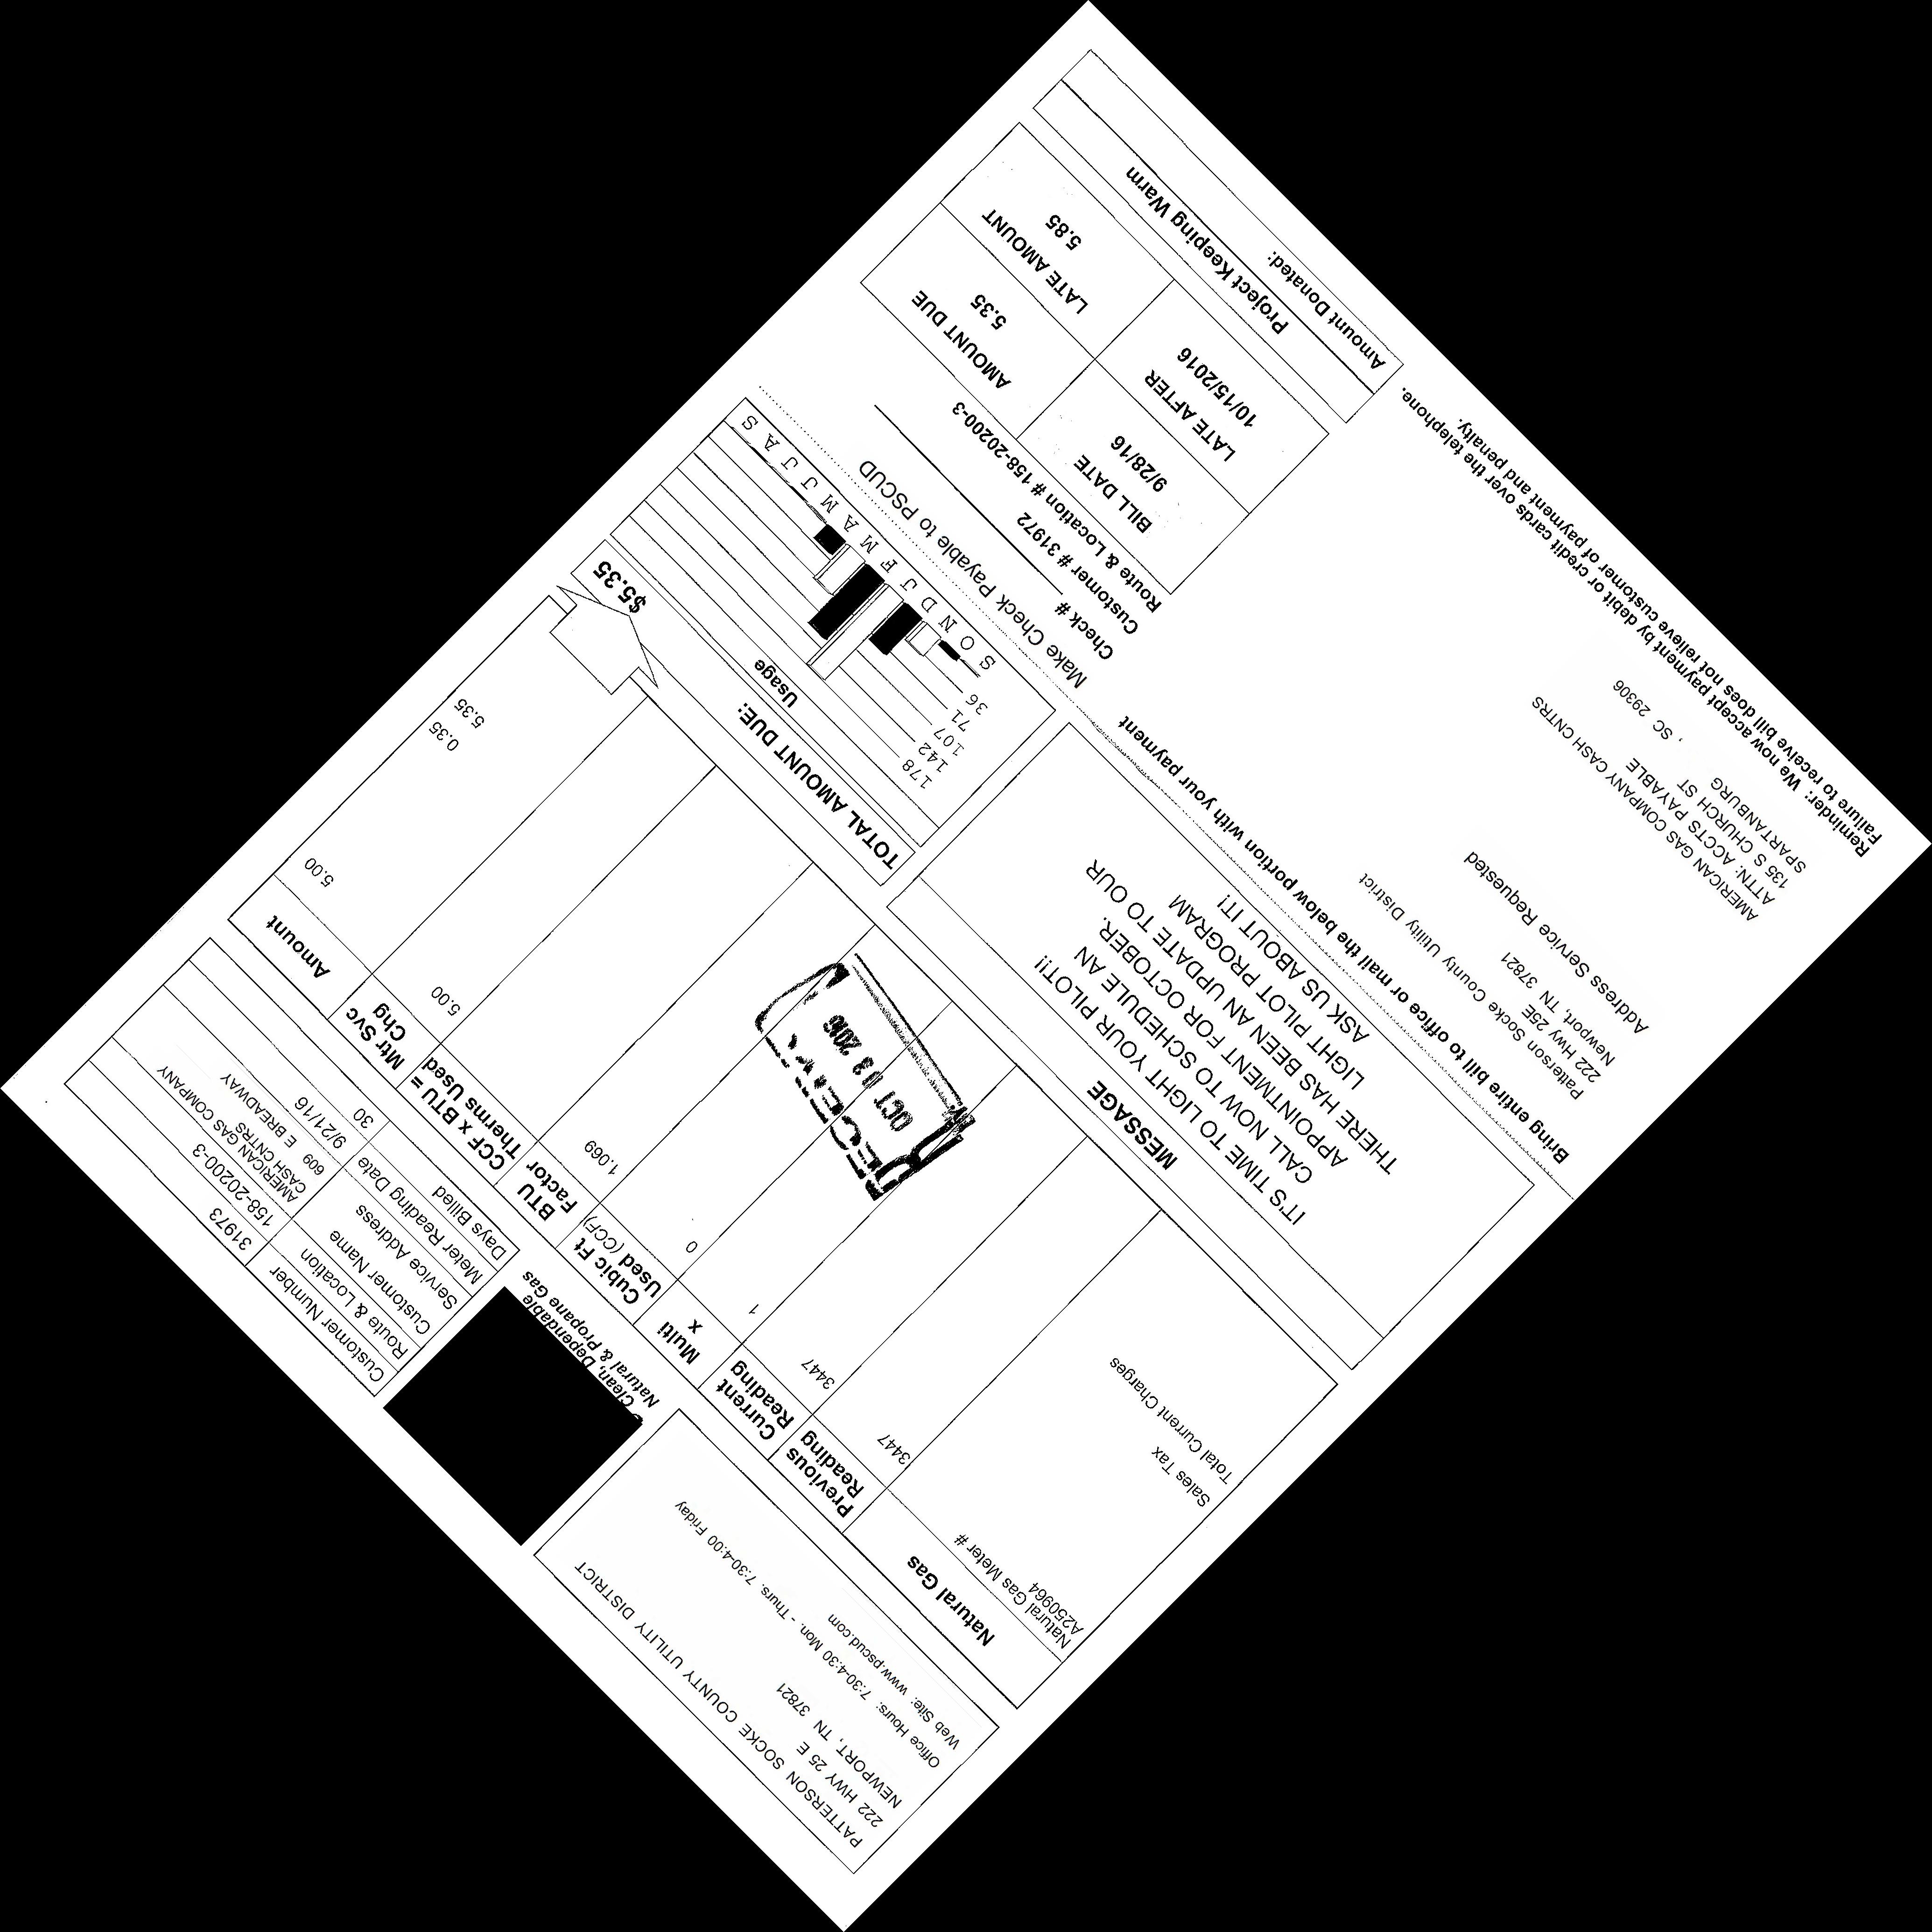 PATTERSON SOCKE COUNTY UTILITY DISTRICT
222 HWY 25 E
NEWPORT, TN 37821
Office Hours: 7:30-4:30 Mon. - Thurs. 7:30-4:00 Friday
Web Site: www.pscud.com
Clean, Dependable
Natural & Propane Gas
Customer Number 31973
Route & Location 158-20200-3
Customer Name AMERICAN GAS COMPANY
CASH CNTRS
Service Address 609 E BREADWAY
Meter Reading Date 9/21/16
Days Billed 30
Natural Gas
Previous Reading
Current Reading
Multi X
Cubic Ft Used (CCF)
BTU Factor
CCF x BTU = Therms Used
Mtr Svc Chg
Amount
Natural Gas Meter # 3447 3447 1 0 1.069 5.00 5.00
A250964
Sales Tax 0.35
Total Current Charges 5.35
RECEIVED
OCT 03 2016
TOTAL AMOUNT DUE: $5.35
MESSAGE
IT'S TIME TO LIGHT YOUR PILOT!!
CALL NOW TO SCHEDULE AN
APPOINTMENT FOR OCTOBER.
THERE HAS BEEN AN UPDATE TO OUR
LIGHT PILOT PROGRAM
ASK US ABOUT IT!
Usage
178
142
107
71
36
S O N D J F M A M J J A S
Bring entire bill to office or mail the below portion with your payment
Make Check Payable to PSCUD
Patterson Socke County Utility District
222 Hwy 25E
Newport, TN 37821
Address Service Requested
Check #
Customer # 31972
Route & Location # 158-20200-3
BILL DATE
9/28/16
AMOUNT DUE
5.35
LATE AFTER
10/15/2016
LATE AMOUNT
5.85
AMERICAN GAS COMPANY CASH CNTRS
ATTN: ACCTS PAYABLE
135 S CHURCH ST
SPARTANBURG , SC 29306
Project Keeping Warm
Amount Donated:
Reminder: We now accept payment by debit or credit cards over the telephone.
Failure to receive bill does not relieve customer of payment and penalty.